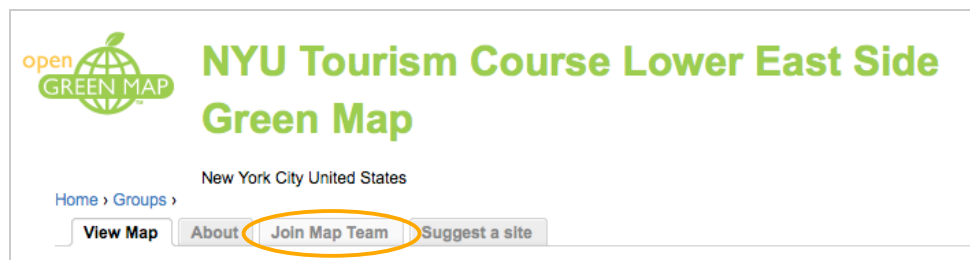 open
GREEN MAP
NYU Tourism Course Lower East Side
Green Map
New York City United States
Home › Groups ›
View Map About Join Map Team Suggest a site